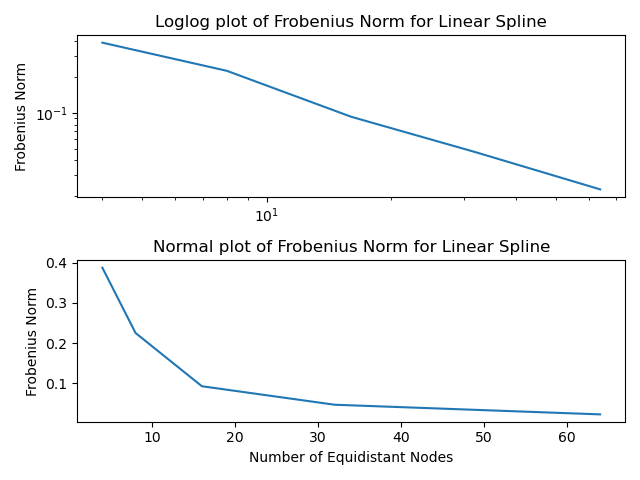 Loglog plot of Frobenius Norm for Linear Spline
Frobenius Norm
10⁻¹
10¹
Normal plot of Frobenius Norm for Linear Spline
Frobenius Norm
0.4
0.3
0.2
0.1
10 20 30 40 50 60
Number of Equidistant Nodes